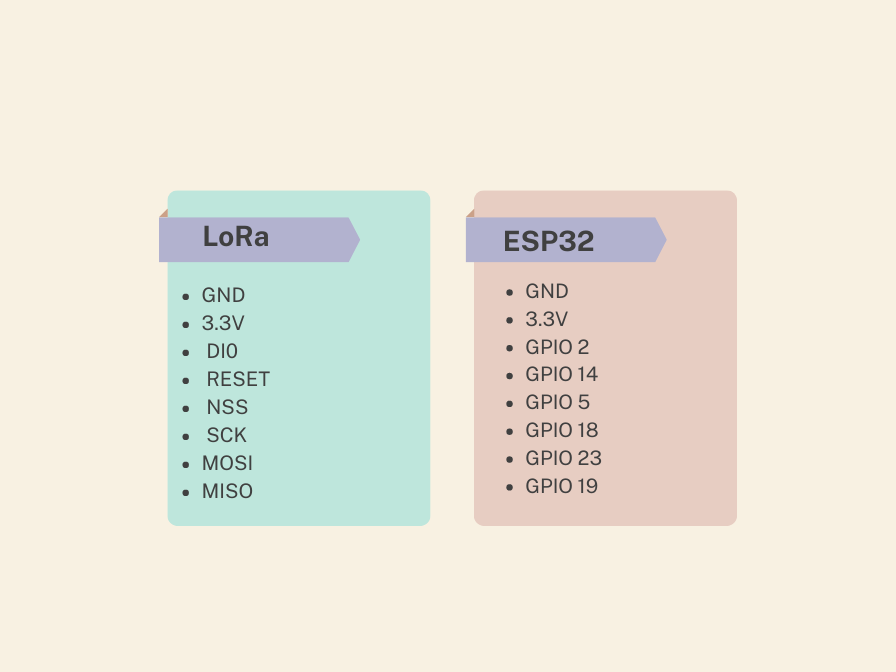 LoRa
GND
3.3V
DI0
RESET
NSS
SCK
MOSI
MISO
ESP32
GND
3.3V
GPIO 2
GPIO 14
GPIO 5
GPIO 18
GPIO 23
GPIO 19